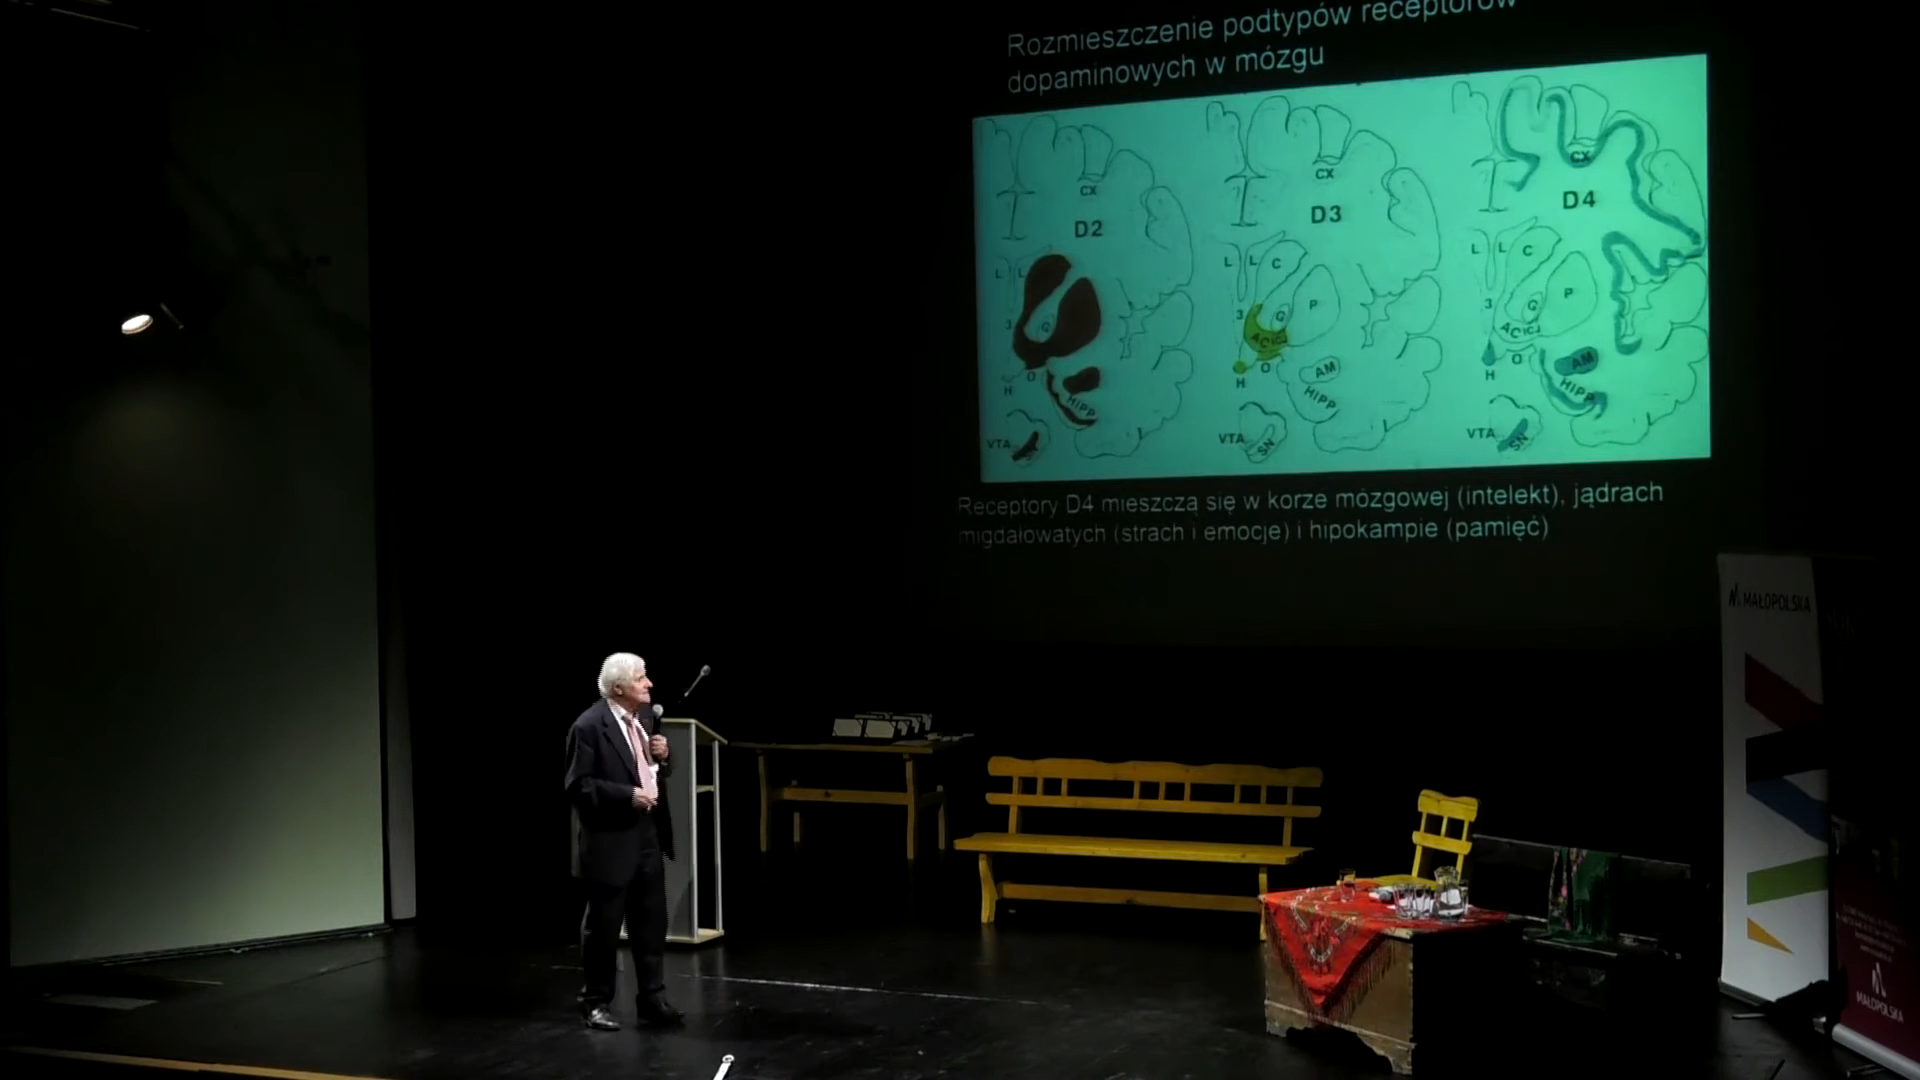 Rozmieszczenie podtypów receptorów
dopaminowych w mózgu
CX
D2
L L
G
3
H
O
HIPP
VTA
CX
D3
L L C
P
G
3
ACICJ
H
O
AM
HIPP
VTA
SN
CX
D4
L L C
P
G
3
ACICJ
H
O
AM
HIPP
VTA
SN
Receptory D4 mieszczą się w korze mózgowej (intelekt), jądrach
migdałowatych (strach i emocje) i hipokampie (pamięć)
MAŁOPOLSKA
MAŁOPOLSKA